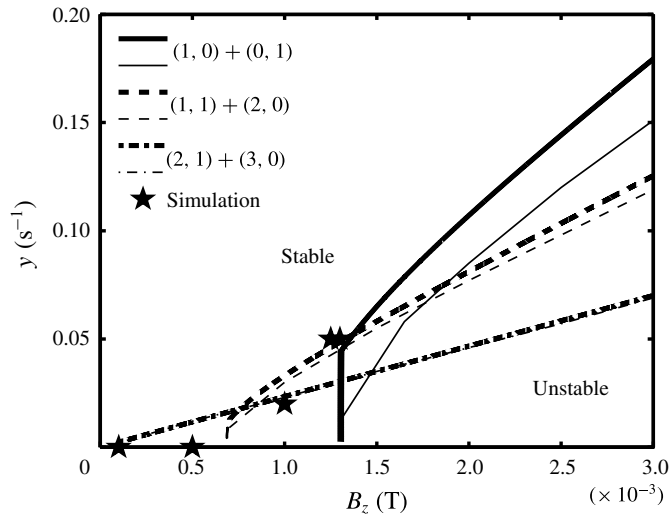 0.20
(1, 0) + (0, 1)
(1, 1) + (2, 0)
0.15
(2, 1) + (3, 0)
Simulation
y (s⁻¹)
0.10
Stable
0.05
Unstable
0 0.5 1.0 1.5 2.0 2.5 3.0
B_z (T)
(× 10⁻³)